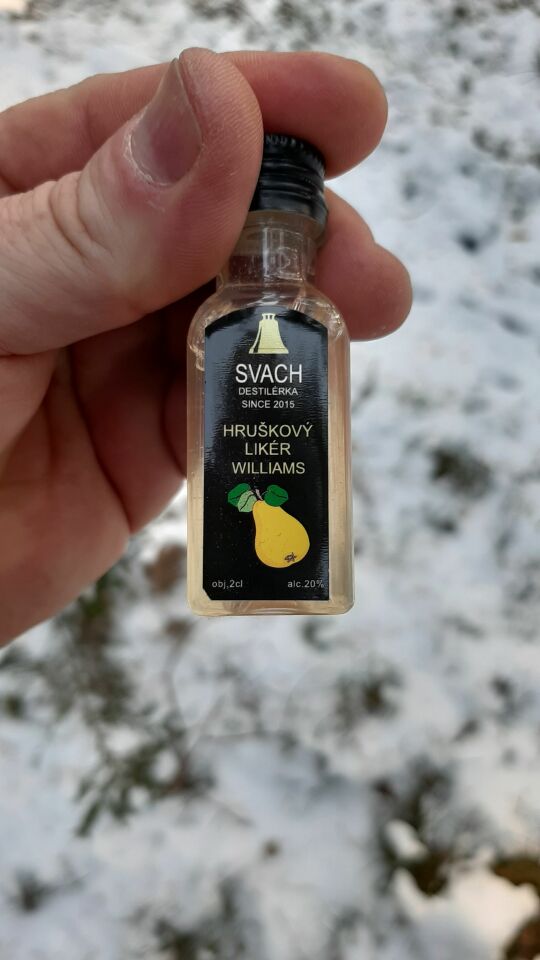 SVACH
DESTILÉRKA
SINCE 2015
HRUŠKOVÝ
LIKÉR
WILLIAMS
obj,2cl alc.20%